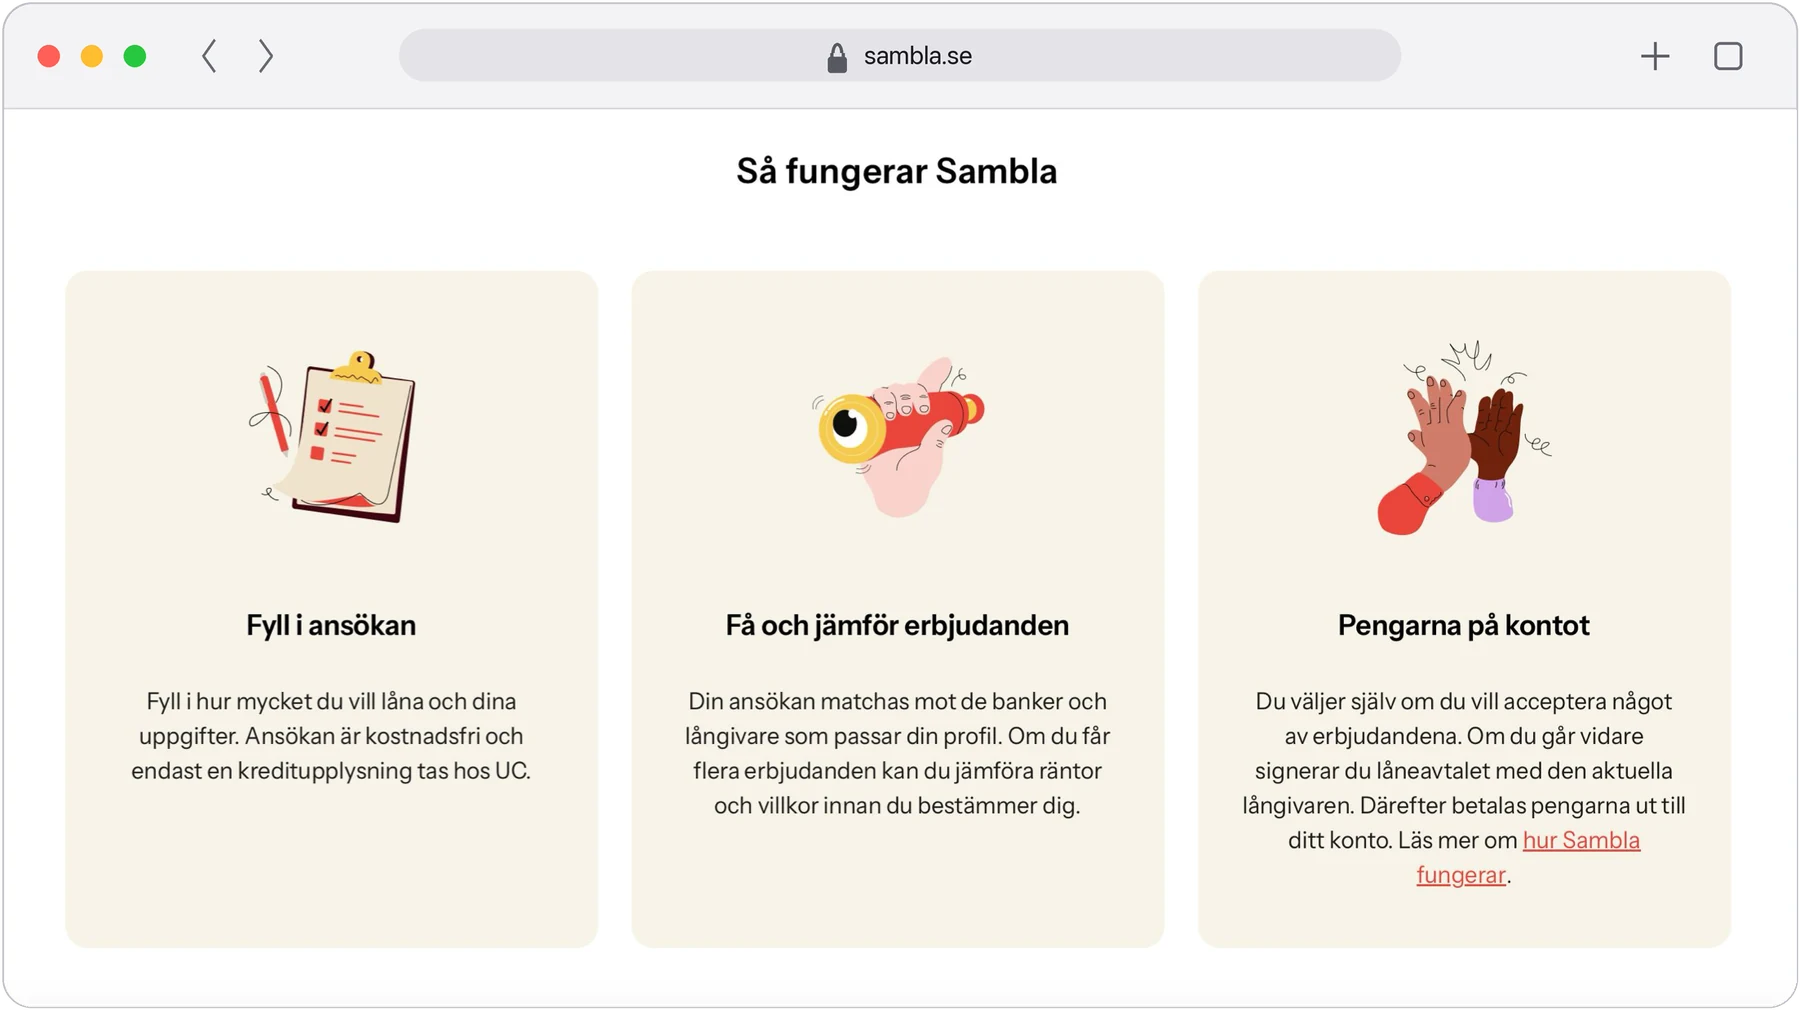 sambla.se
Så fungerar Sambla
Fyll i ansökan
Fyll i hur mycket du vill låna och dina
uppgifter. Ansökan är kostnadsfri och
endast en kreditupplysning tas hos UC.
Få och jämför erbjudanden
Din ansökan matchas mot de banker och
långivare som passar din profil. Om du får
flera erbjudanden kan du jämföra räntor
och villkor innan du bestämmer dig.
Pengarna på kontot
Du väljer själv om du vill acceptera något
av erbjudandena. Om du går vidare
signerar du låneavtalet med den aktuella
långivaren. Därefter betalas pengarna ut till
ditt konto. Läs mer om hur Sambla
fungerar.